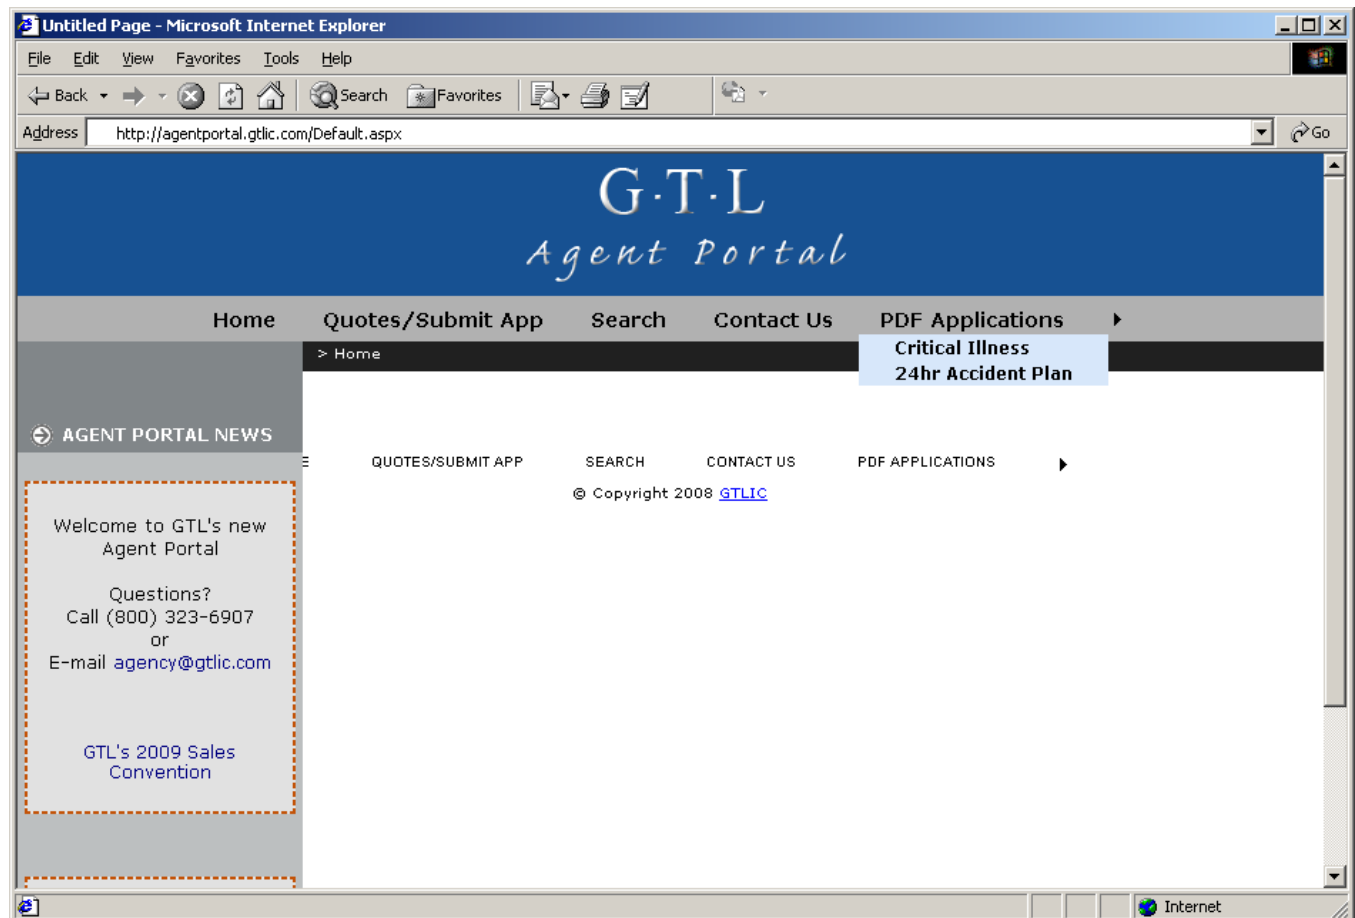 Untitled Page - Microsoft Internet Explorer
File Edit View Favorites Tools Help
Back Search Favorites
Address http://agentportal.gtlic.com/Default.aspx Go
G·T·L
Agent Portal
Home Quotes/Submit App Search Contact Us PDF Applications
> Home
Critical Illness
24hr Accident Plan
AGENT PORTAL NEWS
E QUOTES/SUBMIT APP SEARCH CONTACT US PDF APPLICATIONS
© Copyright 2008 GTLIC
Welcome to GTL's new
Agent Portal
Questions?
Call (800) 323-6907
or
E-mail agency@gtlic.com
GTL's 2009 Sales
Convention
Internet